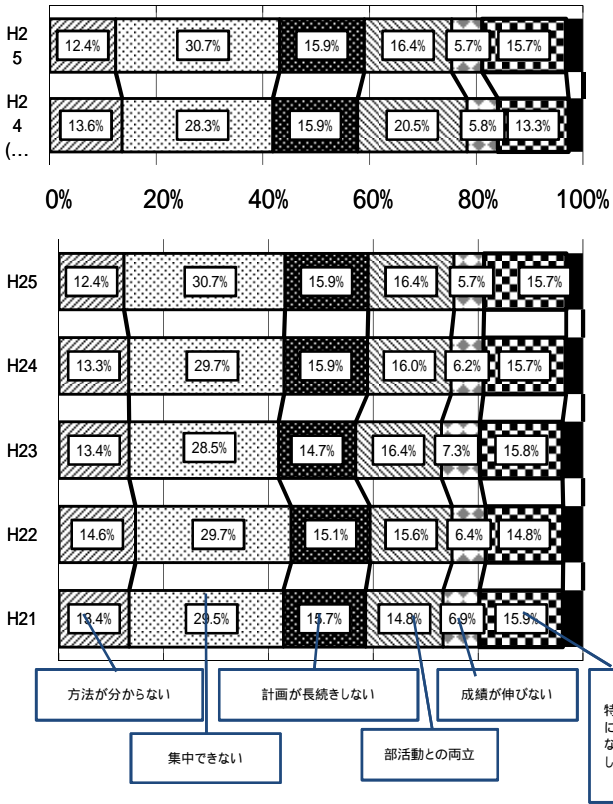 H2
5
12.4% 30.7% 15.9% 16.4% 5.7% 15.7%
H2
4
(...
13.6% 28.3% 15.9% 20.5% 5.8% 13.3%
0% 20% 40% 60% 80% 100%
H25 12.4% 30.7% 15.9% 16.4% 5.7% 15.7%
H24 13.3% 29.7% 15.9% 16.0% 6.2% 15.7%
H23 13.4% 28.5% 14.7% 16.4% 7.3% 15.8%
H22 14.6% 29.7% 15.1% 15.6% 6.4% 14.8%
H21 13.4% 29.5% 15.7% 14.8% 6.9% 15.9%
方法が分からない
計画が長続きしない
成績が伸びない
集中できない
部活動との両立
特
に
な
し